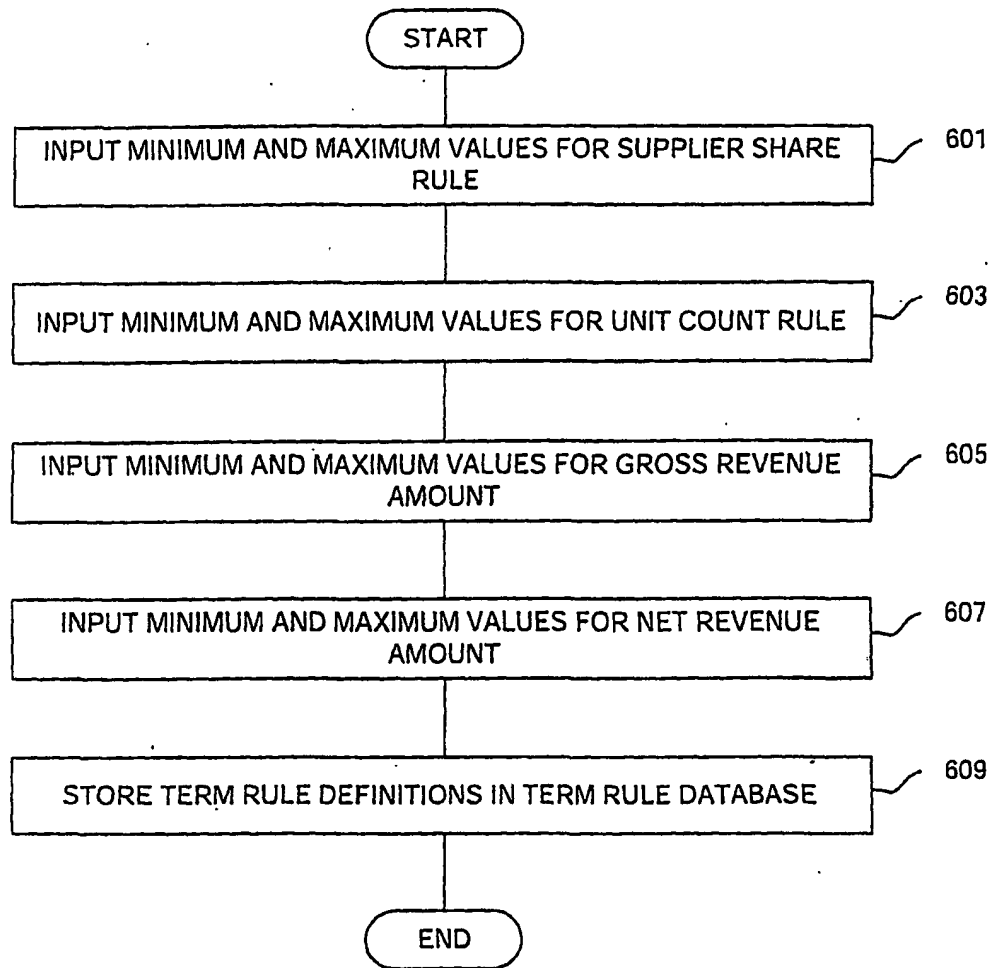 START
INPUT MINIMUM AND MAXIMUM VALUES FOR SUPPLIER SHARE
RULE
601
INPUT MINIMUM AND MAXIMUM VALUES FOR UNIT COUNT RULE
603
INPUT MINIMUM AND MAXIMUM VALUES FOR GROSS REVENUE
AMOUNT
605
INPUT MINIMUM AND MAXIMUM VALUES FOR NET REVENUE
AMOUNT
607
STORE TERM RULE DEFINITIONS IN TERM RULE DATABASE
609
END